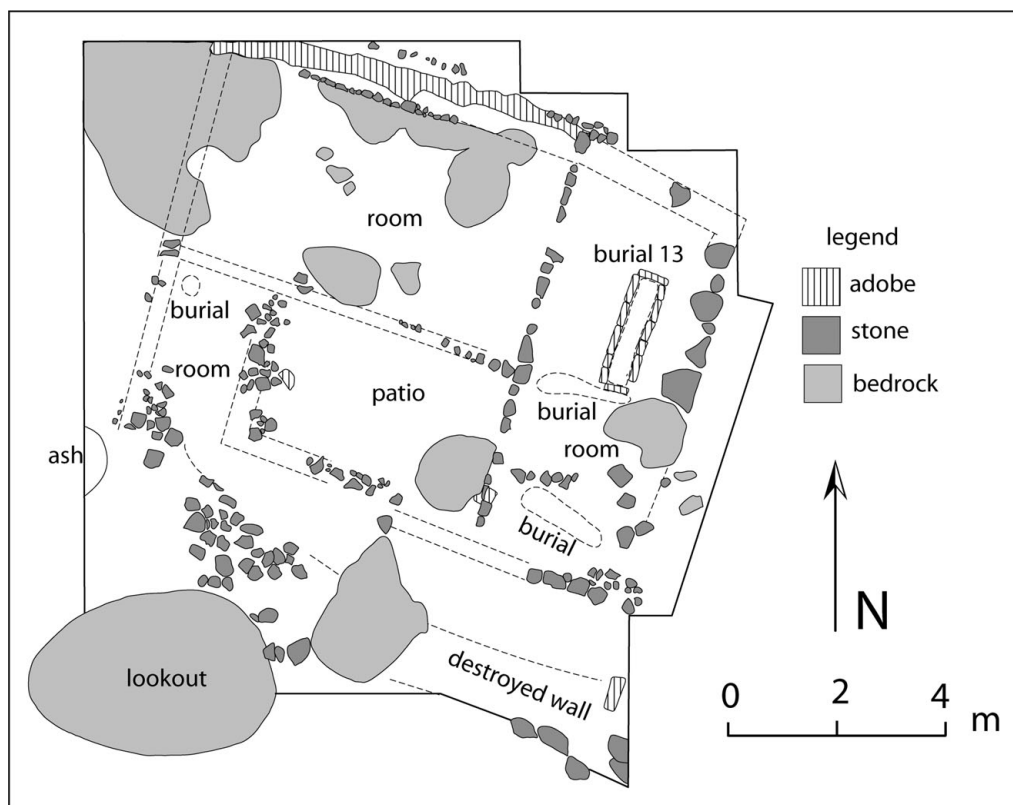 room
burial 13
legend
adobe
burial
stone
room
patio
bedrock
burial
room
ash
burial
N
lookout
destroyed wall
0 2 4 m